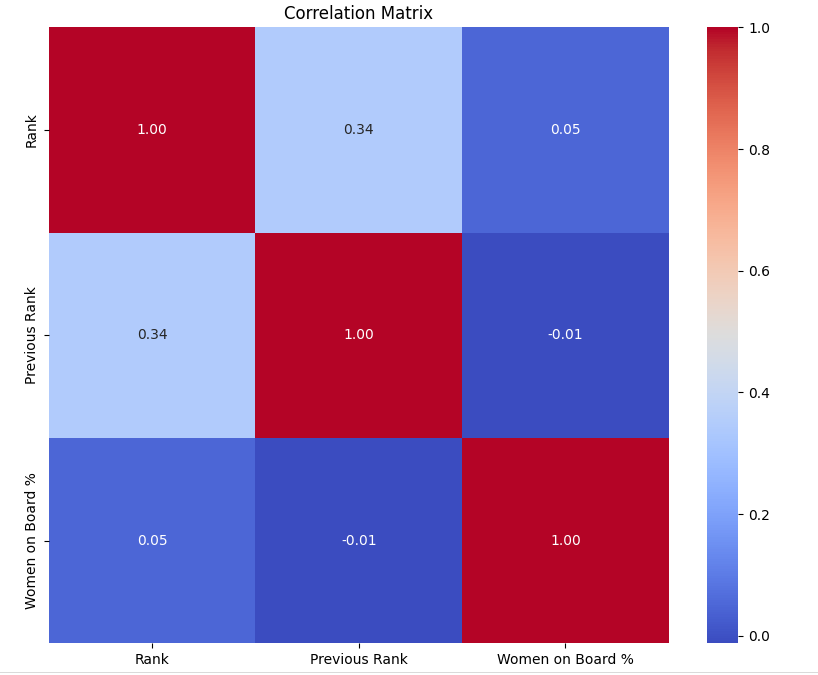 Correlation Matrix
Rank
1.00
0.34
0.05
Previous Rank
0.34
1.00
-0.01
Women on Board %
0.05
-0.01
1.00
Rank
Previous Rank
Women on Board %
1.0
0.8
0.6
0.4
0.2
0.0